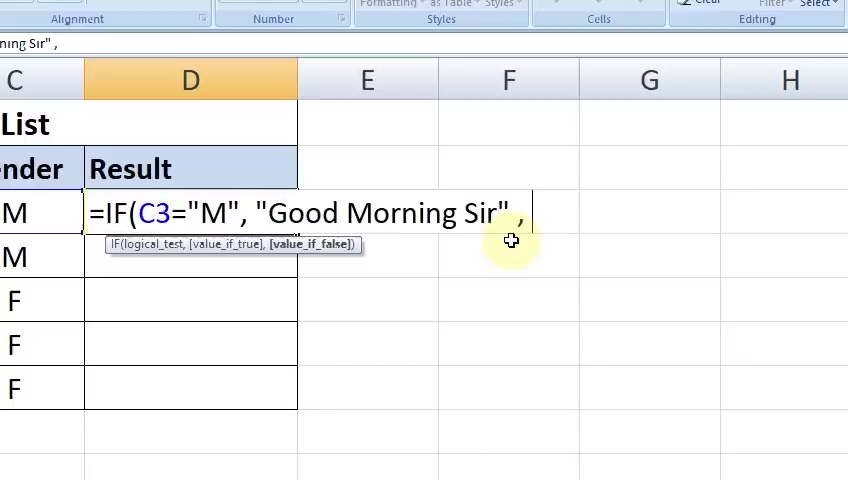 Formatting as Table Styles Clear Filter Select
Alignment Number Styles Cells Editing
ning Sir" ,
C D E F G H
List
nder Result
M =IF(C3="M", "Good Morning Sir" ,
IF(logical_test, [value_if_true], [value_if_false])
M
F
F
F